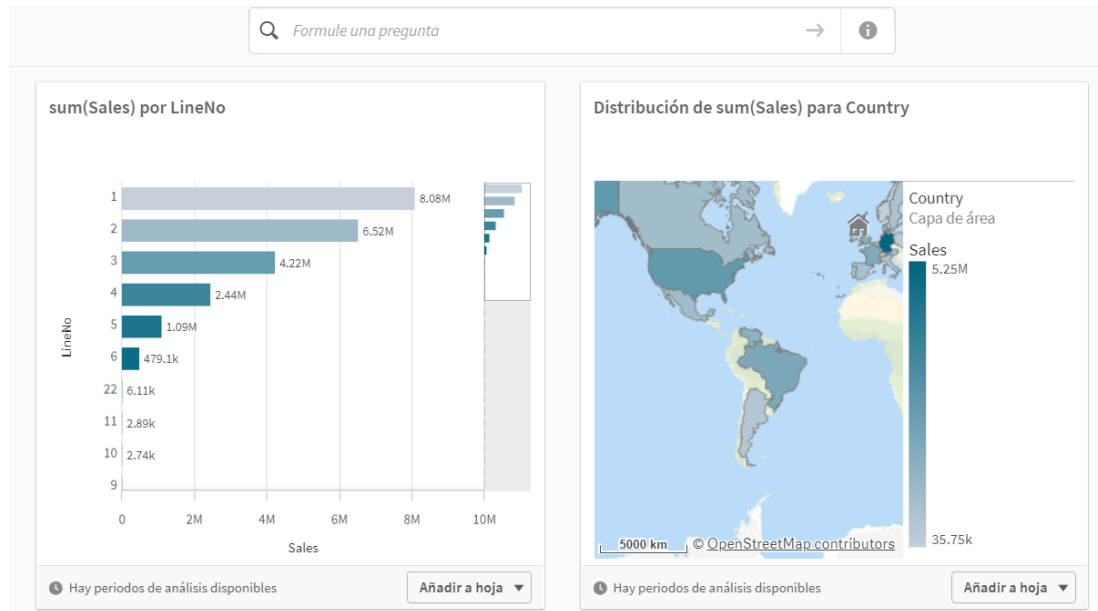 Formule una pregunta
sum(Sales) por LineNo
1
8.08M
2
6.52M
3
4.22M
4
2.44M
5
1.09M
6
479.1k
22
6.11k
11
2.89k
10
2.74k
9
LineNo
0
2M
4M
6M
8M
10M
Sales
Hay periodos de análisis disponibles
Añadir a hoja
Distribución de sum(Sales) para Country
Country
Capa de área
Sales
5.25M
35.75k
5000 km
© OpenStreetMap contributors
Hay periodos de análisis disponibles
Añadir a hoja